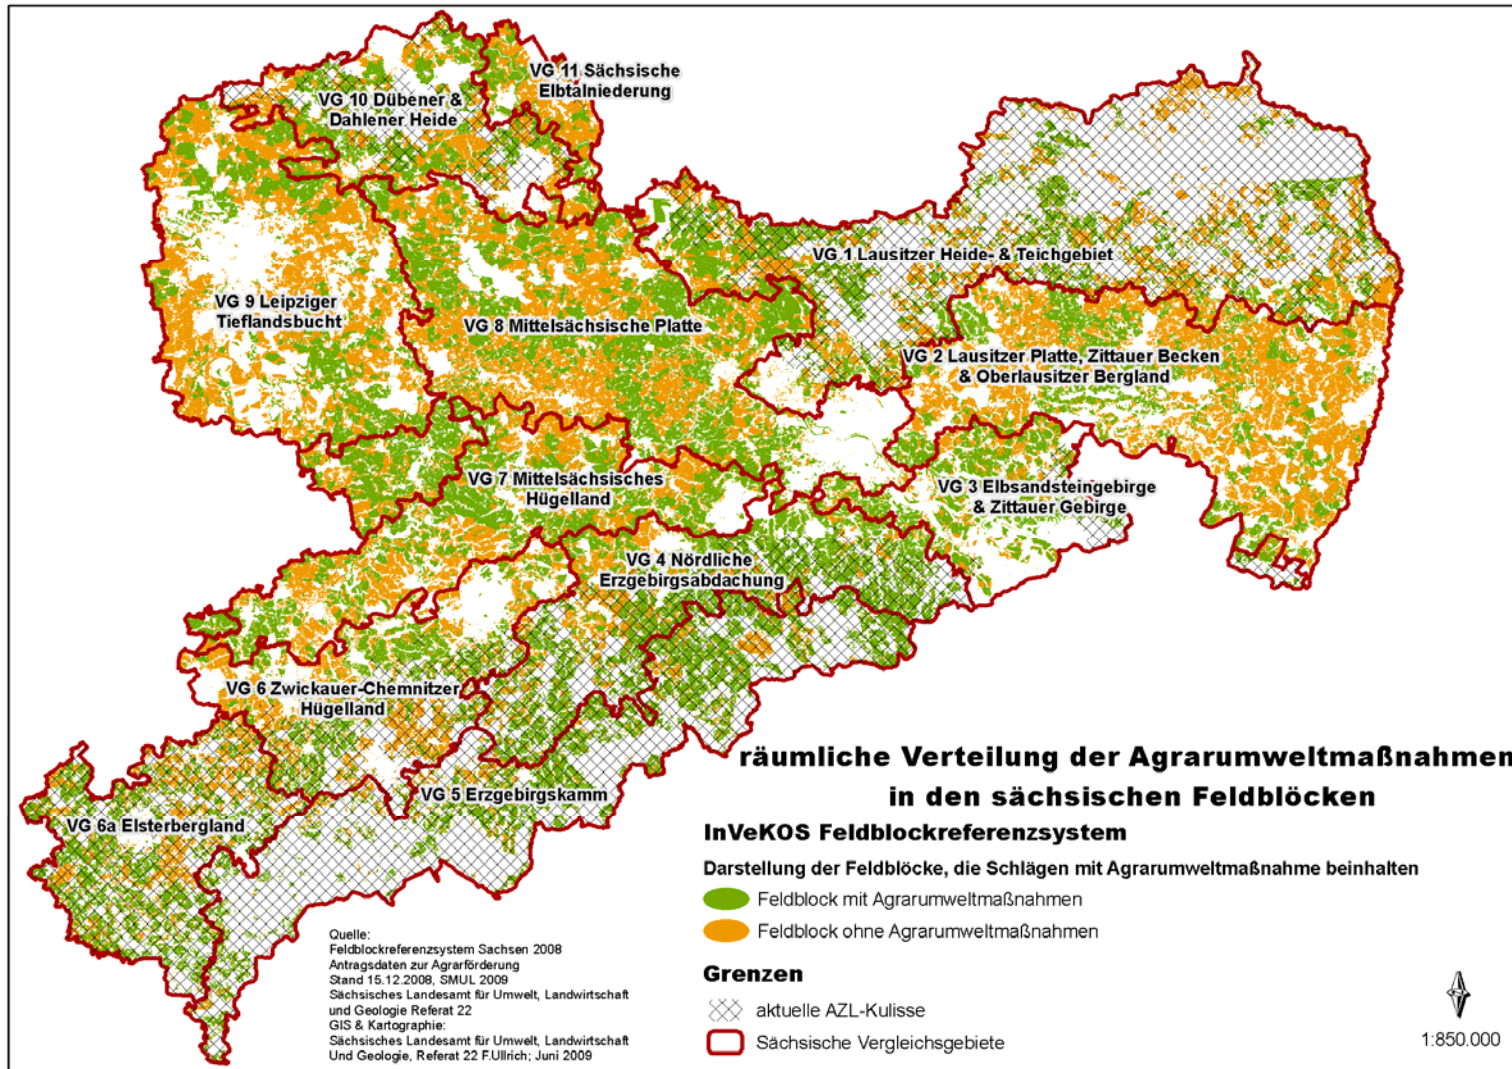 VG 11 Sächsische
Elbtalniederung
VG 10 Dübener &
Dahlener Heide
VG 1 Lausitzer Heide- & Teichgebiet
VG 9 Leipziger
Tieflandsbucht
VG 8 Mittelsächsische Platte
VG 2 Lausitzer Platte, Zittauer Becken
& Oberlausitzer Bergland
VG 7 Mittelsächsisches
Hügelland
VG 3 Elbsandsteingebirge
& Zittauer Gebirge
VG 4 Nördliche
Erzgebirgsabdachung
VG 6 Zwickauer-Chemnitzer
Hügelland
VG 5 Erzgebirgskamm
VG 6a Elsterbergland
räumliche Verteilung der Agrarumweltmaßnahmen
in den sächsischen Feldblöcken
InVeKOS Feldblockreferenzsystem
Darstellung der Feldblöcke, die Schlägen mit Agrarumweltmaßnahme beinhalten
Feldblock mit Agrarumweltmaßnahmen
Feldblock ohne Agrarumweltmaßnahmen
Grenzen
aktuelle AZL-Kulisse
Sächsische Vergleichsgebiete
Quelle:
Feldblockreferenzsystem Sachsen 2008
Antragsdaten zur Agrarförderung
Stand 15.12.2008, SMUL 2009
Sächsisches Landesamt für Umwelt, Landwirtschaft
und Geologie Referat 22
GIS & Kartographie:
Sächsisches Landesamt für Umwelt, Landwirtschaft
Und Geologie, Referat 22 F.Ullrich; Juni 2009
1:850.000